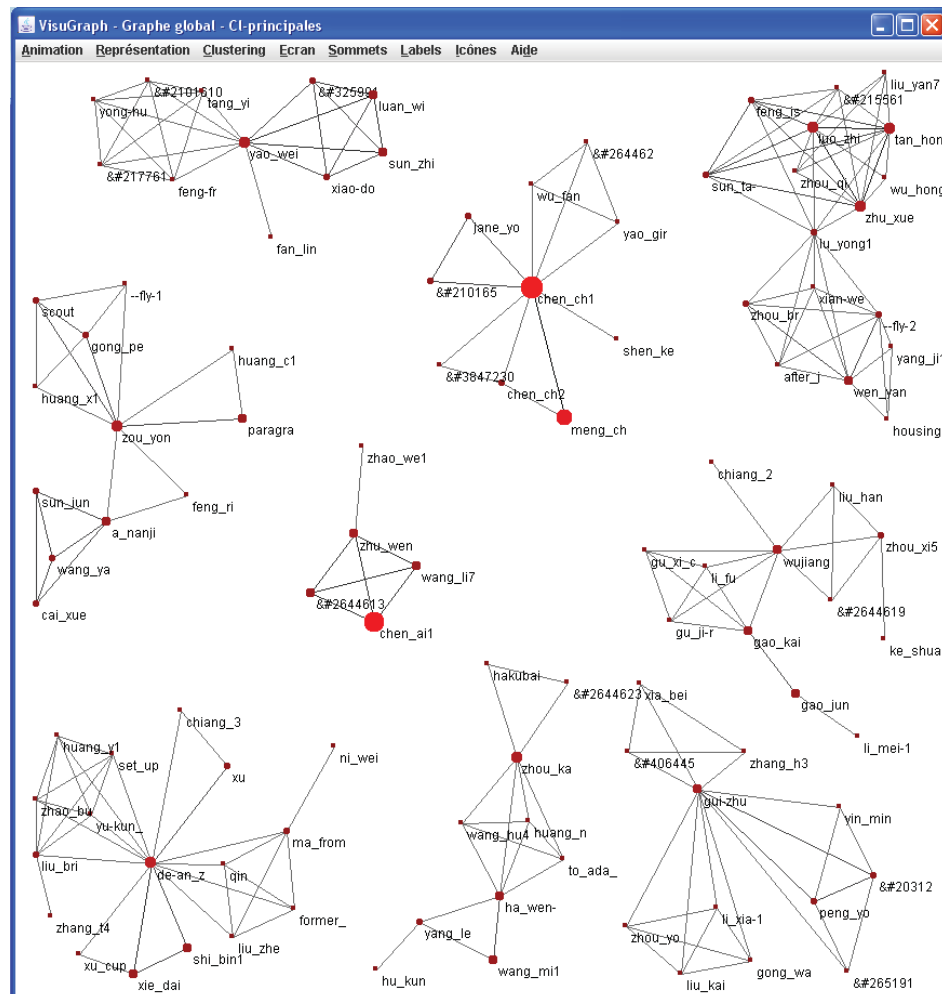 VisuGraph - Graphe global - CI-principales
Animation Représentation Clustering Ecran Sommets Labels Icônes Aide
&#2101610
tang_yi
yong-hu
&#217761
feng-fr
yao_wei
fan_lin
luan_wi
sun_zhi
xiao-do
&#264462
wu_fan
jane_yo
yao_gir
&#210165
chen_ch1
shen_ke
&#3847230
chen_ch2
meng_ch
liu_yan7
&#215561
feng_is
luo_zhi
tan_hon
sun_ta-
zhou_qi
wu_hong
zhu_xue
lu_yong1
xian-we
zhou_br
--fly-2
yang_ji1
after_j
wen_yan
housing
--fly-1
scout
gong_pe
huang_c1
huang_x1
zou_yon
paragra
sun_jun
feng_ri
a_nanji
wang_ya
cai_xue
zhao_we1
zhu_wen
wang_li7
&#2644613
chen_ai1
chiang_2
liu_han
zhou_xi5
gu_xi_c
li_fu
wujiang
&#2644619
gu_ji-r
gao_kai
ke_shua
gao_jun
li_mei-1
chiang_3
huang_y1
set_up
xu
ni_wei
zhao_bu
yu-kun_
liu_bri
de-an_z
qin
ma_from
former_
zhang_t4
liu_zhe
shi_bin1
xu_cup
xie_dai
hakubai
&#2644623
zhou_ka
wang_hu4
huang_n
to_ada_
ha_wen-
yang_le
hu_kun
wang_mi1
xia_bei
&#406445
zhang_h3
gui-zhu
yin_min
&#20312
peng_yo
li_xia-1
zhou_yo
gong_wa
liu_kai
&#265191